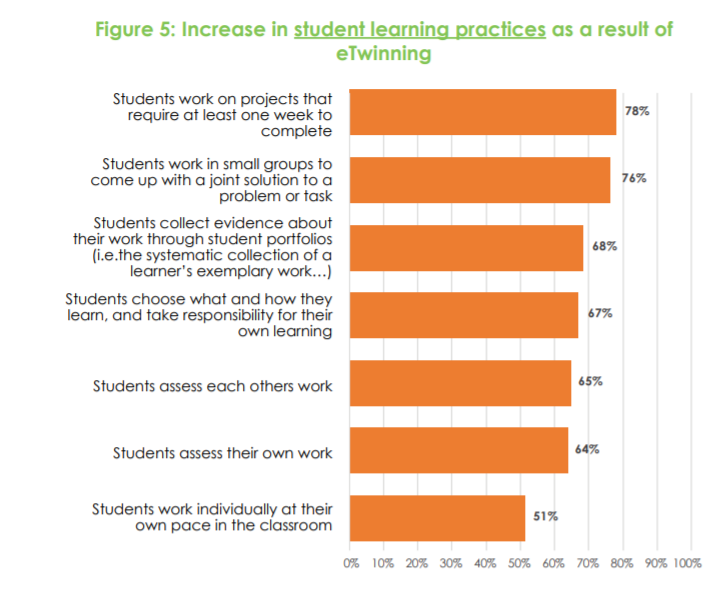 Figure 5: Increase in student learning practices as a result of
eTwinning
Students work on projects that
require at least one week to
complete
78%
Students work in small groups to
come up with a joint solution to a
problem or task
76%
Students collect evidence about
their work through student portfolios
(i.e.the systematic collection of a
learner's exemplary work…)
68%
Students choose what and how they
learn, and take responsibility for their
own learning
67%
Students assess each others work
65%
Students assess their own work
64%
Students work individually at their
own pace in the classroom
51%
0% 10% 20% 30% 40% 50% 60% 70% 80% 90% 100%